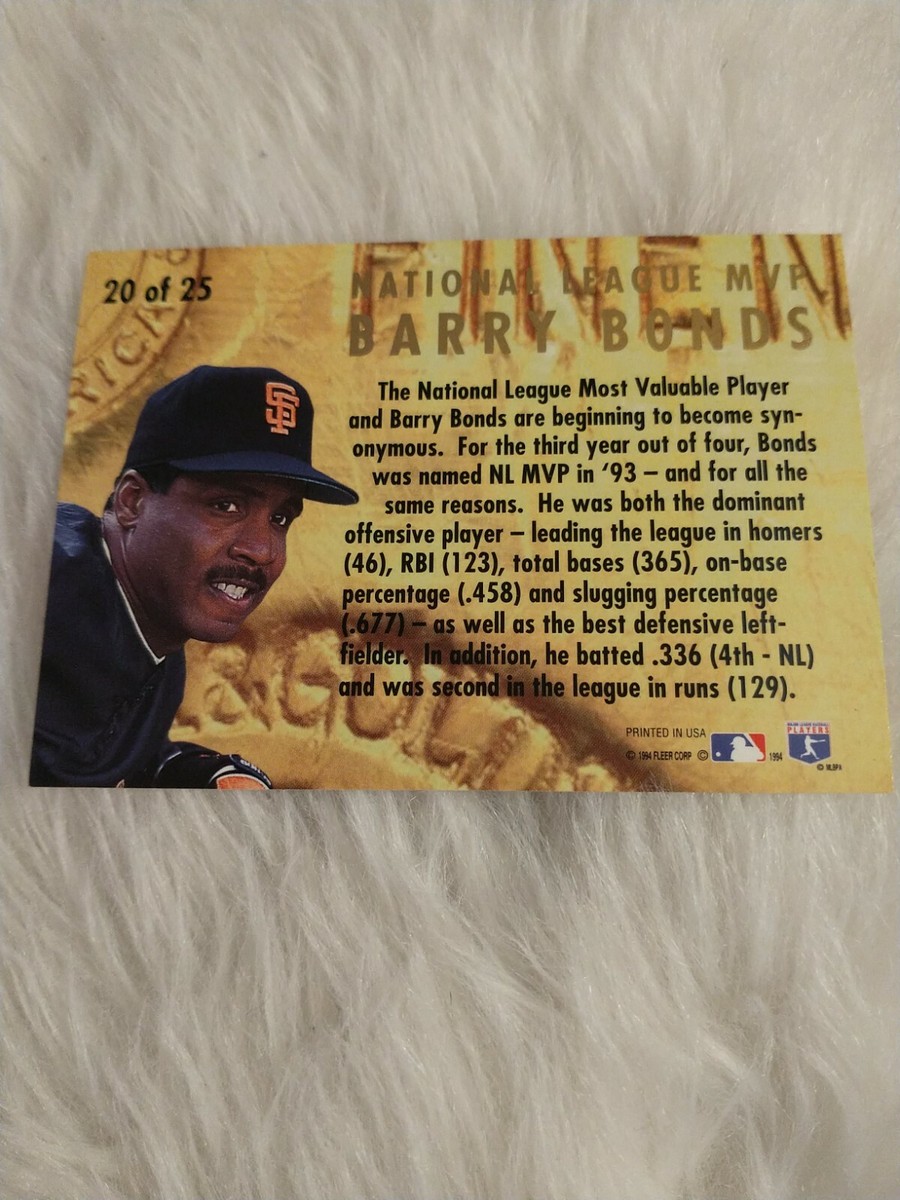 20 of 25
NATIONAL LEAGUE MVP
BARRY BONDS
The National League Most Valuable Player
and Barry Bonds are beginning to become syn-
onymous. For the third year out of four, Bonds
was named NL MVP in ‘93 – and for all the
same reasons. He was both the dominant
offensive player – leading the league in homers
(46), RBI (123), total bases (365), on-base
percentage (.458) and slugging percentage
(.677) – as well as the best defensive left-
fielder. In addition, he batted .336 (4th - NL)
and was second in the league in runs (129).
PRINTED IN USA
© 1994 FLEER CORP © 1994
MAJOR LEAGUE BASEBALL
PLAYERS
© MLBPA
SF